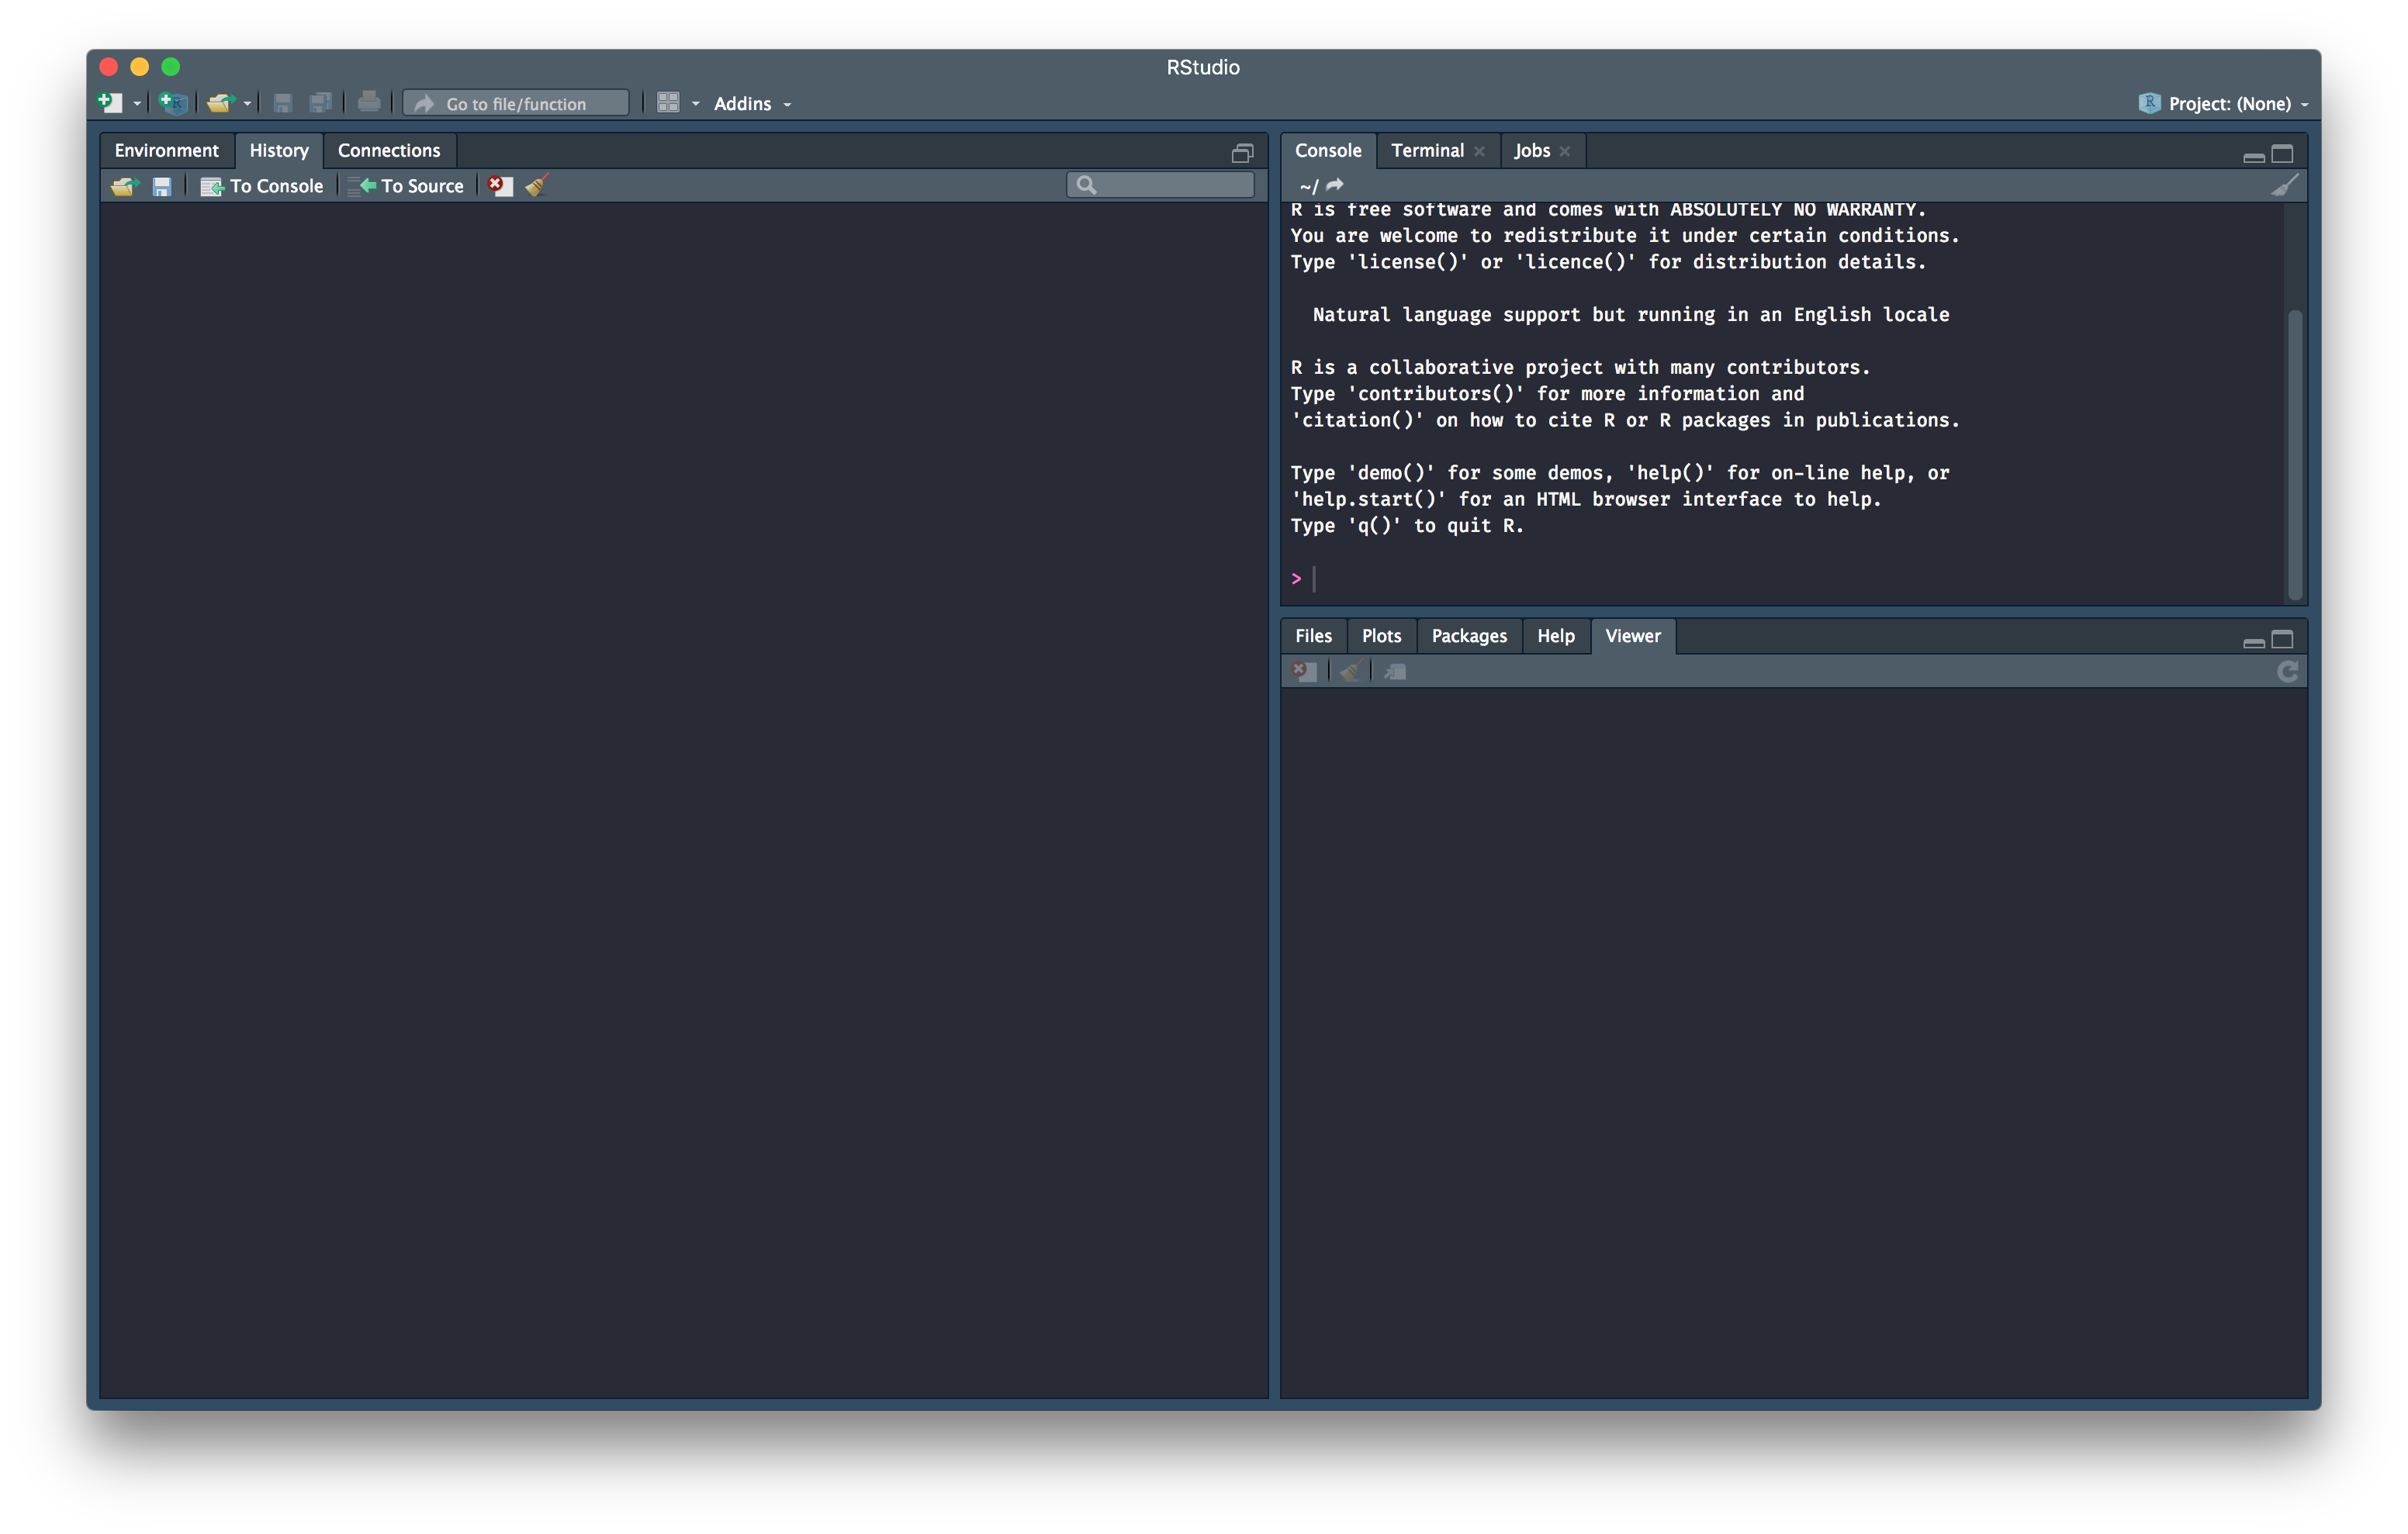 RStudio
Go to file/function
Addins
R Project: (None)
Environment History Connections
To Console To Source
Console Terminal Jobs
~/
R is free software and comes with ABSOLUTELY NO WARRANTY.
You are welcome to redistribute it under certain conditions.
Type 'license()' or 'licence()' for distribution details.
Natural language support but running in an English locale
R is a collaborative project with many contributors.
Type 'contributors()' for more information and
'citation()' on how to cite R or R packages in publications.
Type 'demo()' for some demos, 'help()' for on-line help, or
'help.start()' for an HTML browser interface to help.
Type 'q()' to quit R.
>
Files Plots Packages Help Viewer